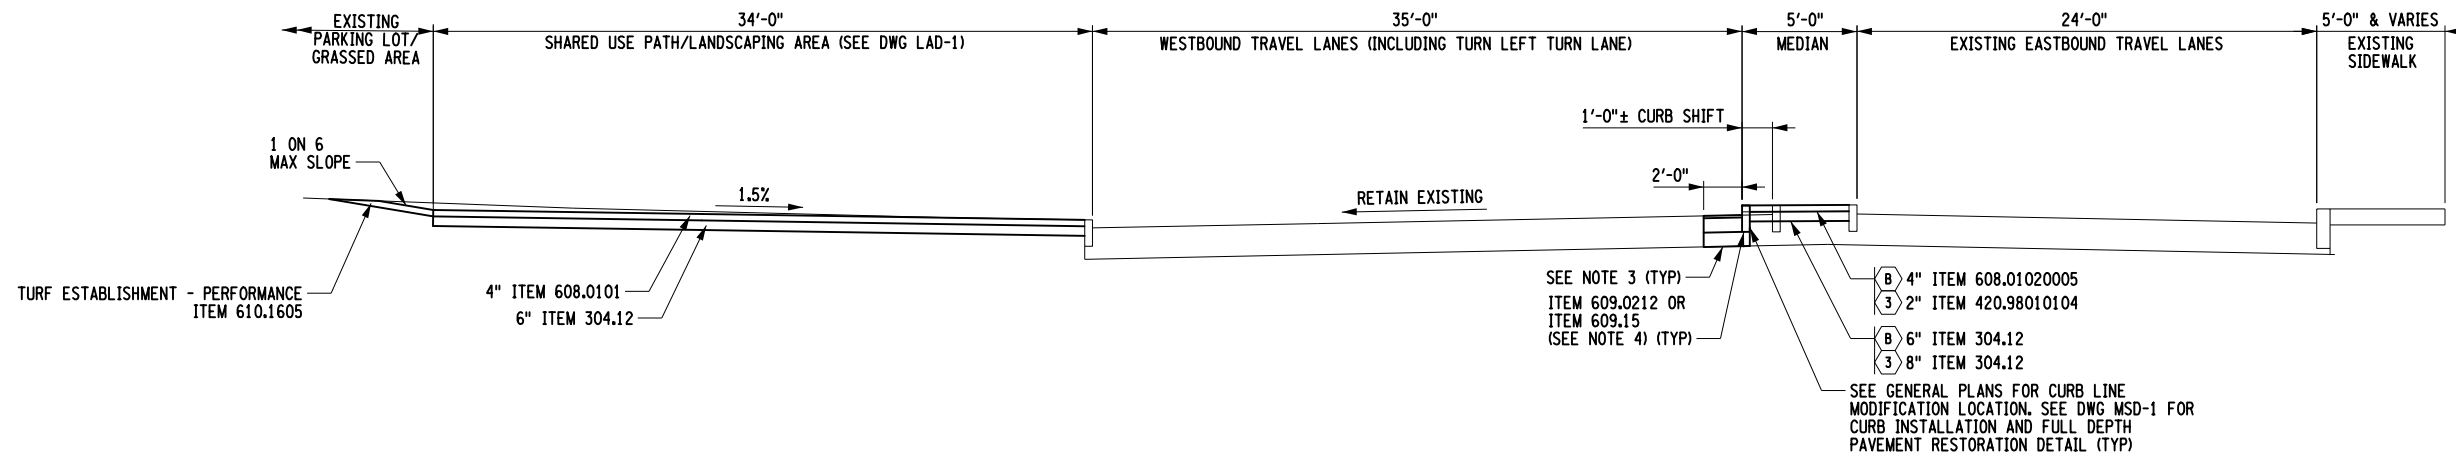 EXISTING
PARKING LOT/
GRASSED AREA
34'-0"
SHARED USE PATH/LANDSCAPING AREA (SEE DWG LAD-1)
35'-0"
WESTBOUND TRAVEL LANES (INCLUDING TURN LEFT TURN LANE)
5'-0"
MEDIAN
24'-0"
EXISTING EASTBOUND TRAVEL LANES
5'-0" & VARIES
EXISTING
SIDEWALK
1'-0"± CURB SHIFT
1 ON 6
MAX SLOPE
1.5%
RETAIN EXISTING
2'-0"
TURF ESTABLISHMENT - PERFORMANCE
ITEM 610.1605
4" ITEM 608.0101
6" ITEM 304.12
SEE NOTE 3 (TYP)
ITEM 609.0212 OR
ITEM 609.15
(SEE NOTE 4) (TYP)
B 4" ITEM 608.01020005
3 2" ITEM 420.98010104
B 6" ITEM 304.12
3 8" ITEM 304.12
SEE GENERAL PLANS FOR CURB LINE
MODIFICATION LOCATION. SEE DWG MSD-1 FOR
CURB INSTALLATION AND FULL DEPTH
PAVEMENT RESTORATION DETAIL (TYP)